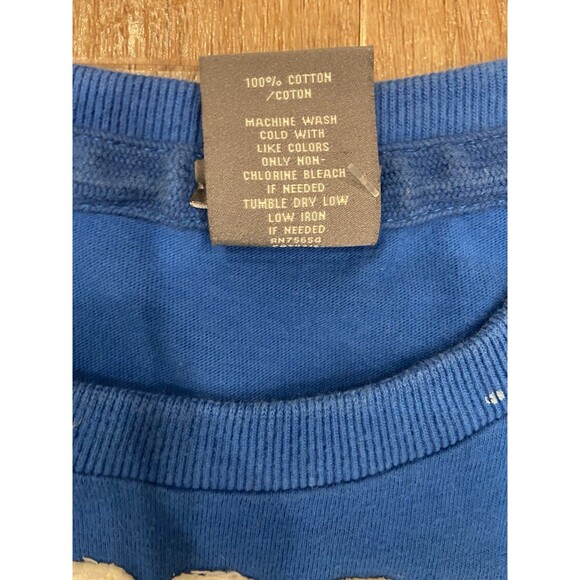 100% COTTON
/COTON
MACHINE WASH
COLD WITH
LIKE COLORS
ONLY NON-
CHLORINE BLEACH
IF NEEDED
TUMBLE DRY LOW
LOW IRON
IF NEEDED
RN75654